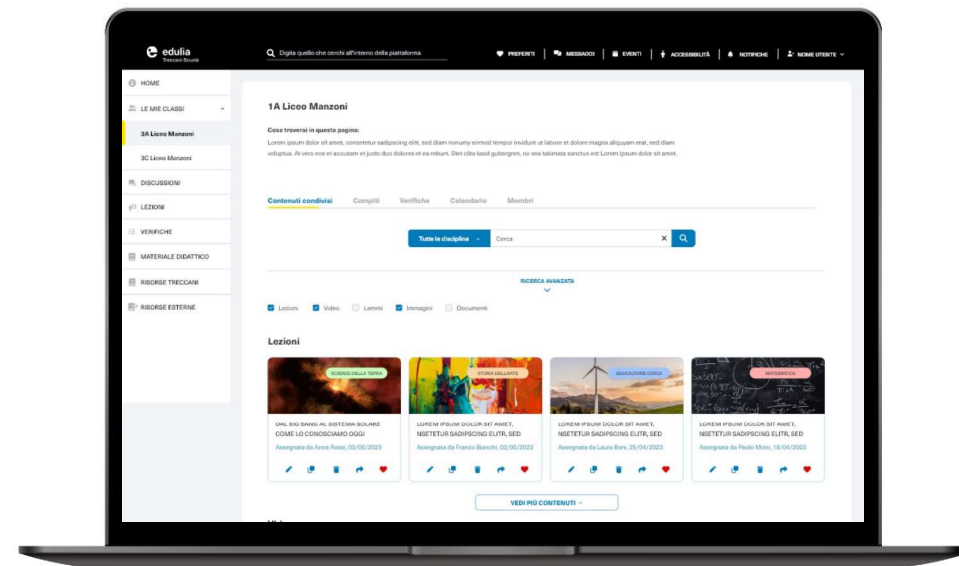 edulia
Treccani Scuola
Digita quello che cerchi all'interno della piattaforma
PREFERITI
MESSAGGI
EVENTI
ACCESSIBILITÀ
NOTIFICHE
NOME UTENTE
HOME
LE MIE CLASSI
3A Liceo Manzoni
3C Liceo Manzoni
DISCUSSIONI
LEZIONI
VERIFICHE
MATERIALE DIDATTICO
RISORSE TRECCANI
RISORSE ESTERNE
1A Liceo Manzoni
Cosa troverai in questa pagina:
Lorem ipsum dolor sit amet, consetetur sadipscing elitr, sed diam nonumy eirmod tempor invidunt ut labore et dolore magna aliquyam erat, sed diam
voluptua. At vero eos et accusam et justo duo dolores et ea rebum. Stet clita kasd gubergren, no sea takimata sanctus est Lorem ipsum dolor sit amet.
Contenuti condivisi
Compiti
Verifiche
Calendario
Membri
Tutte le discipline
Cerca
RICERCA AVANZATA
Lezioni
Video
Lemmi
Immagini
Documenti
Lezioni
SCIENZE DELLA TERRA
DAL BIG BANG AL SISTEMA SOLARE
COME LO CONOSCIAMO OGGI
Assegnata da Anna Rossi, 03/05/2023
STORIA DELL'ARTE
LOREM IPSUM DOLOR SIT AMET,
NSETETUR SADIPSCING ELITR, SED
Assegnata da Franco Bianchi, 02/05/2023
EDUCAZIONE CIVICA
LOREM IPSUM DOLOR SIT AMET,
NSETETUR SADIPSCING ELITR, SED
Assegnata da Laura Boni, 25/04/2023
MATEMATICA
LOREM IPSUM DOLOR SIT AMET,
NSETETUR SADIPSCING ELITR, SED
Assegnata da Paolo Moro, 18/04/2023
VEDI PIÙ CONTENUTI